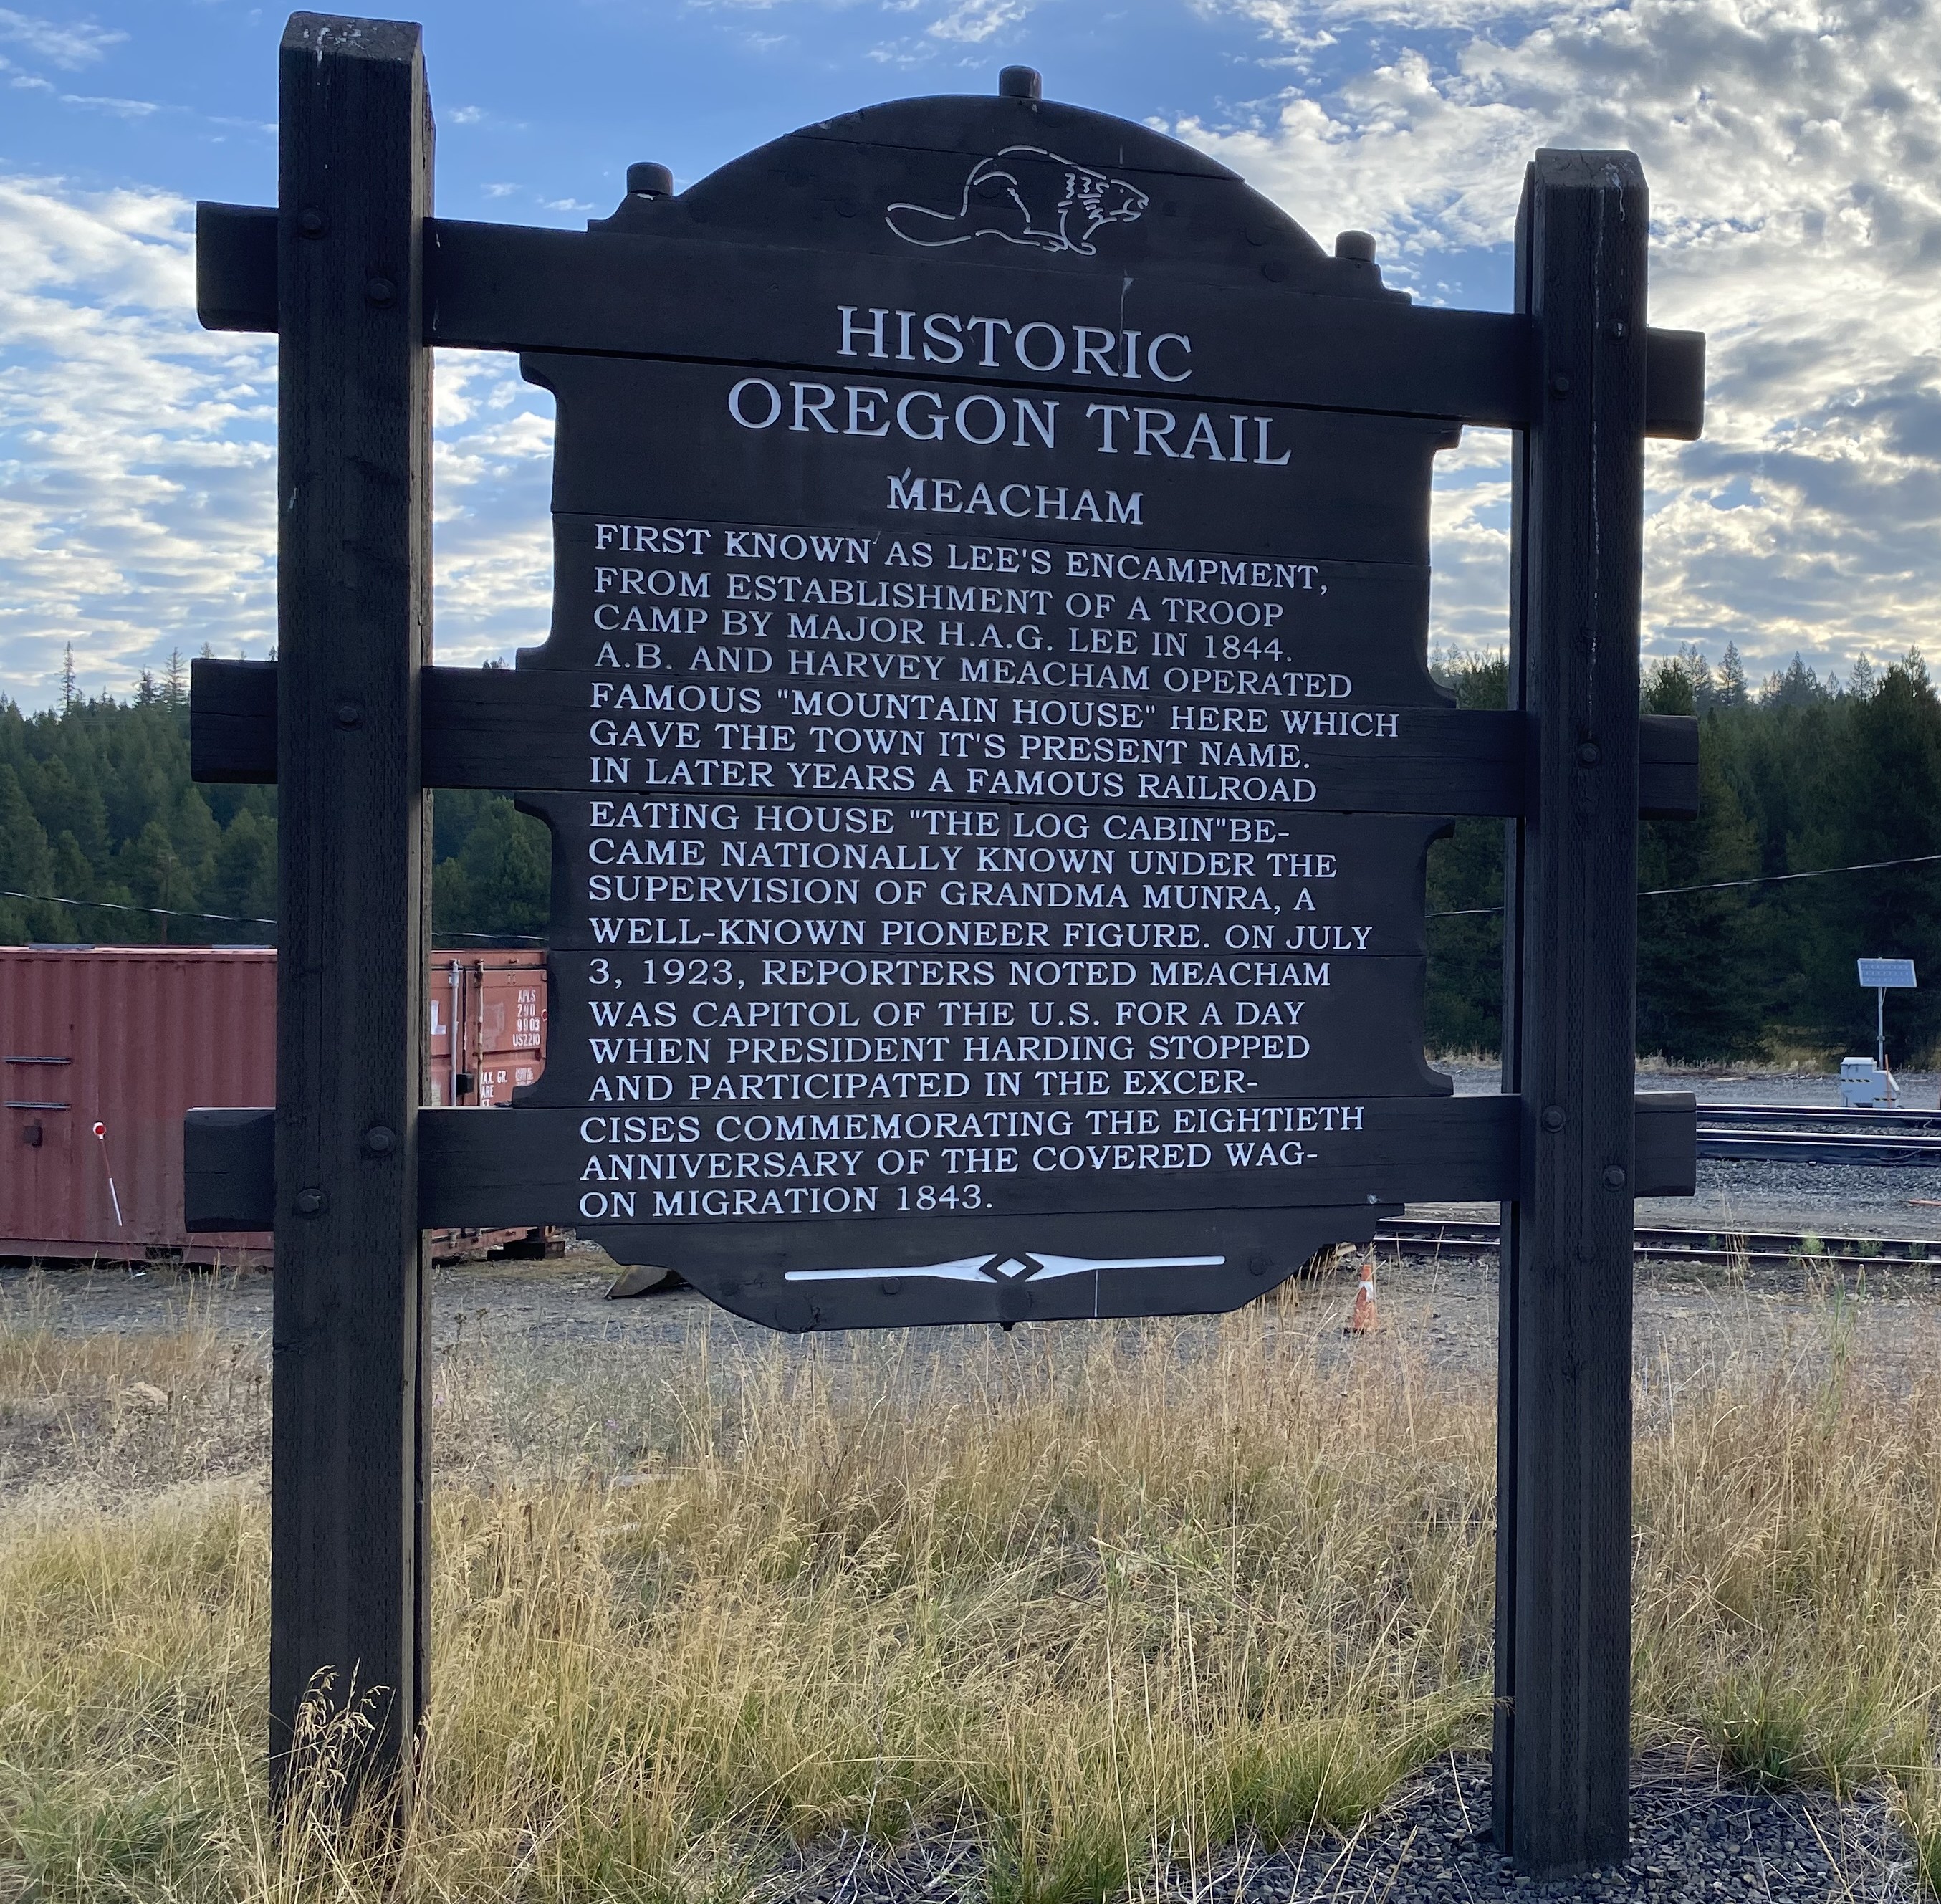 HISTORIC
OREGON TRAIL
MEACHAM
FIRST KNOWN AS LEE'S ENCAMPMENT,
FROM ESTABLISHMENT OF A TROOP
CAMP BY MAJOR H.A.G. LEE IN 1844.
A.B. AND HARVEY MEACHAM OPERATED
FAMOUS "MOUNTAIN HOUSE" HERE WHICH
GAVE THE TOWN IT'S PRESENT NAME.
IN LATER YEARS A FAMOUS RAILROAD
EATING HOUSE "THE LOG CABIN"BE-
CAME NATIONALLY KNOWN UNDER THE
SUPERVISION OF GRANDMA MUNRA, A
WELL-KNOWN PIONEER FIGURE. ON JULY
3, 1923, REPORTERS NOTED MEACHAM
WAS CAPITOL OF THE U.S. FOR A DAY
WHEN PRESIDENT HARDING STOPPED
AND PARTICIPATED IN THE EXCER-
CISES COMMEMORATING THE EIGHTIETH
ANNIVERSARY OF THE COVERED WAG-
ON MIGRATION 1843.
APLS
290
9903
US2210